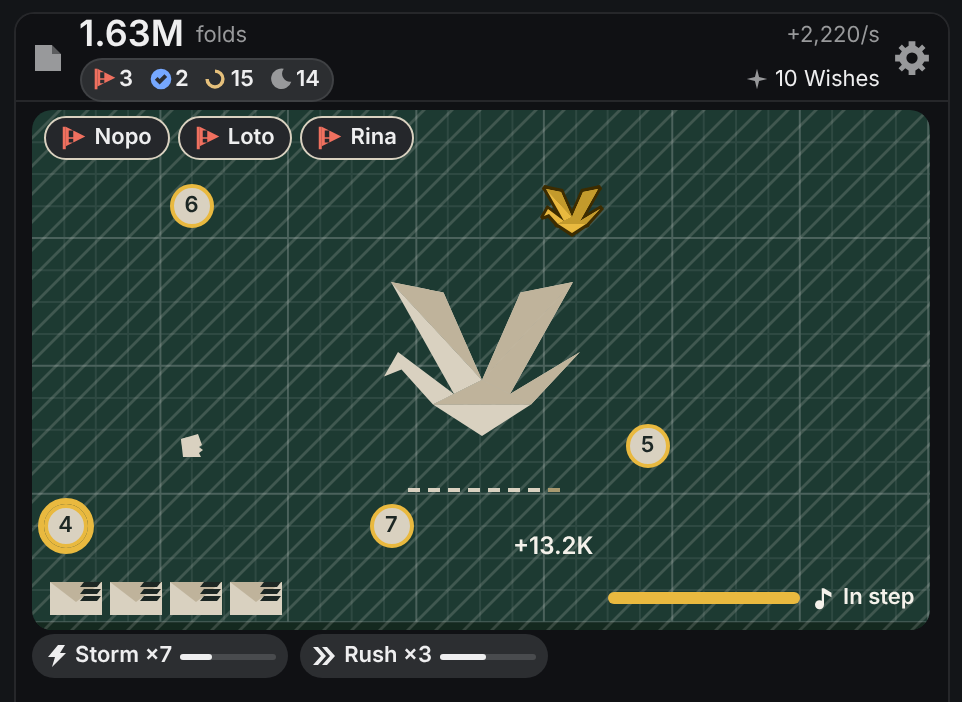 1.63M folds
+2,220/s
3 2 15 14
10 Wishes
Nopo Loto Rina
6
5
4
7
+13.2K
In step
Storm ×7 Rush ×3